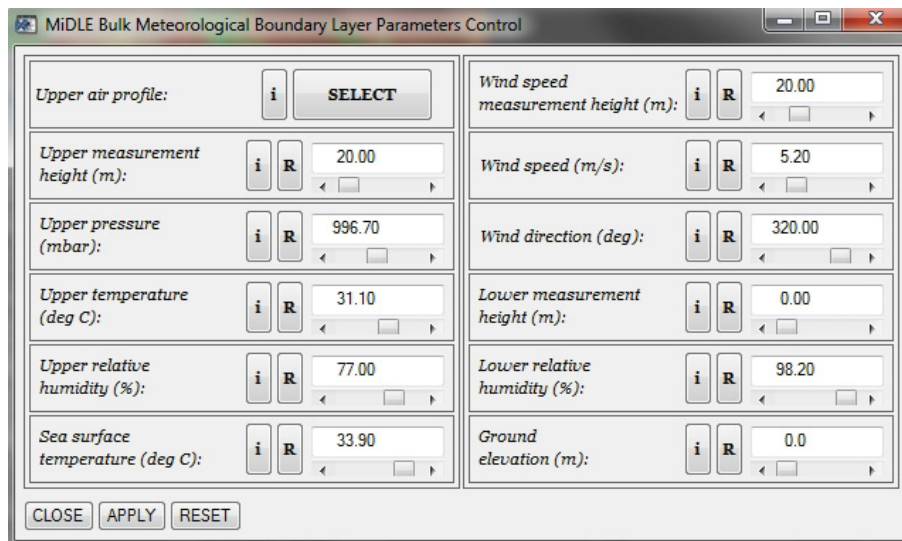 MiDLE Bulk Meteorological Boundary Layer Parameters Control
Upper air profile:
i
SELECT
Upper measurement
height (m):
i
R
20.00
Upper pressure
(mbar):
i
R
996.70
Upper temperature
(deg C):
i
R
31.10
Upper relative
humidity (%):
i
R
77.00
Sea surface
temperature (deg C):
i
R
33.90
Wind speed
measurement height (m):
i
R
20.00
Wind speed (m/s):
i
R
5.20
Wind direction (deg):
i
R
320.00
Lower measurement
height (m):
i
R
0.00
Lower relative
humidity (%):
i
R
98.20
Ground
elevation (m):
i
R
0.0
CLOSE
APPLY
RESET